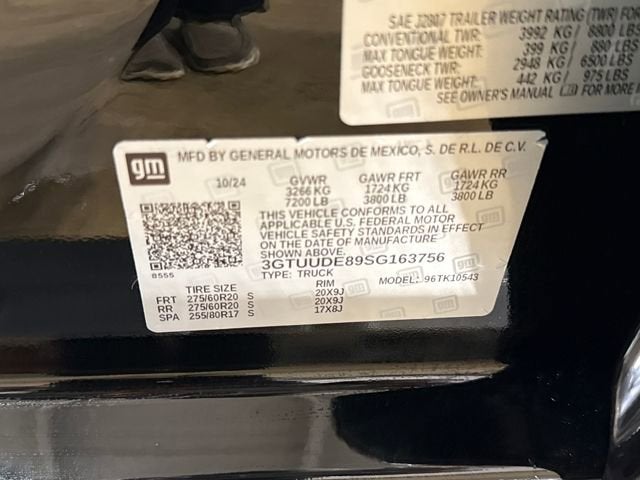 SAE J2807 TRAILER WEIGHT RATING (TWR) FOR
CONVENTIONAL TWR: 3992 KG / 8800 LBS
MAX TONGUE WEIGHT: 399 KG / 880 LBS
GOOSENECK TWR: 2948 KG / 6500 LBS
MAX TONGUE WEIGHT: 442 KG / 975 LBS
SEE OWNER'S MANUAL FOR MORE
gm MFD BY GENERAL MOTORS DE MEXICO, S. DE R.L. DE C.V.
10/24 GVWR GAWR FRT GAWR RR
3266 KG 1724 KG 1724 KG
7200 LB 3800 LB 3800 LB
THIS VEHICLE CONFORMS TO ALL
APPLICABLE U.S. FEDERAL MOTOR
VEHICLE SAFETY STANDARDS IN EFFECT
ON THE DATE OF MANUFACTURE
SHOWN ABOVE.
3GTUUDE89SG163756
8555 TYPE: TRUCK MODEL: 96TK10543
TIRE SIZE RIM
FRT 275/60R20 S 20X9J
RR 275/60R20 S 20X9J
SPA 255/80R17 S 17X8J